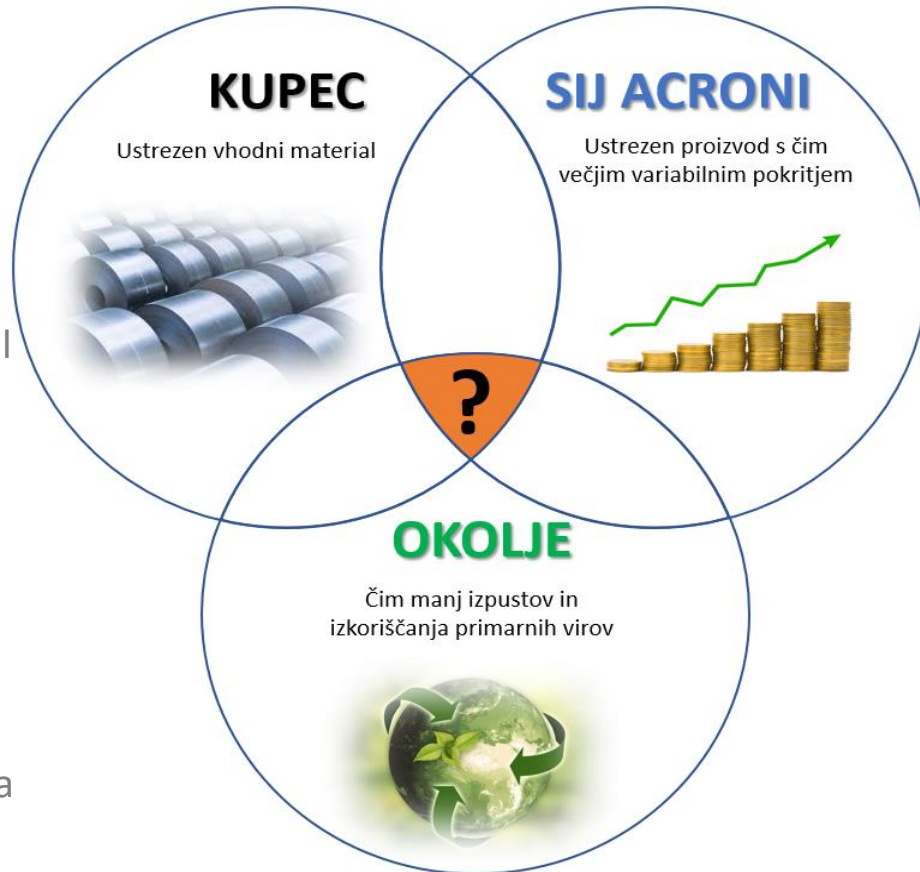 KUPEC
Ustrezen vhodni material
SIJ ACRONI
Ustrezen proizvod s čim
večjim variabilnim pokritjem
l
?
OKOLJE
Čim manj izpustov in
izkoriščanja primarnih virov
a